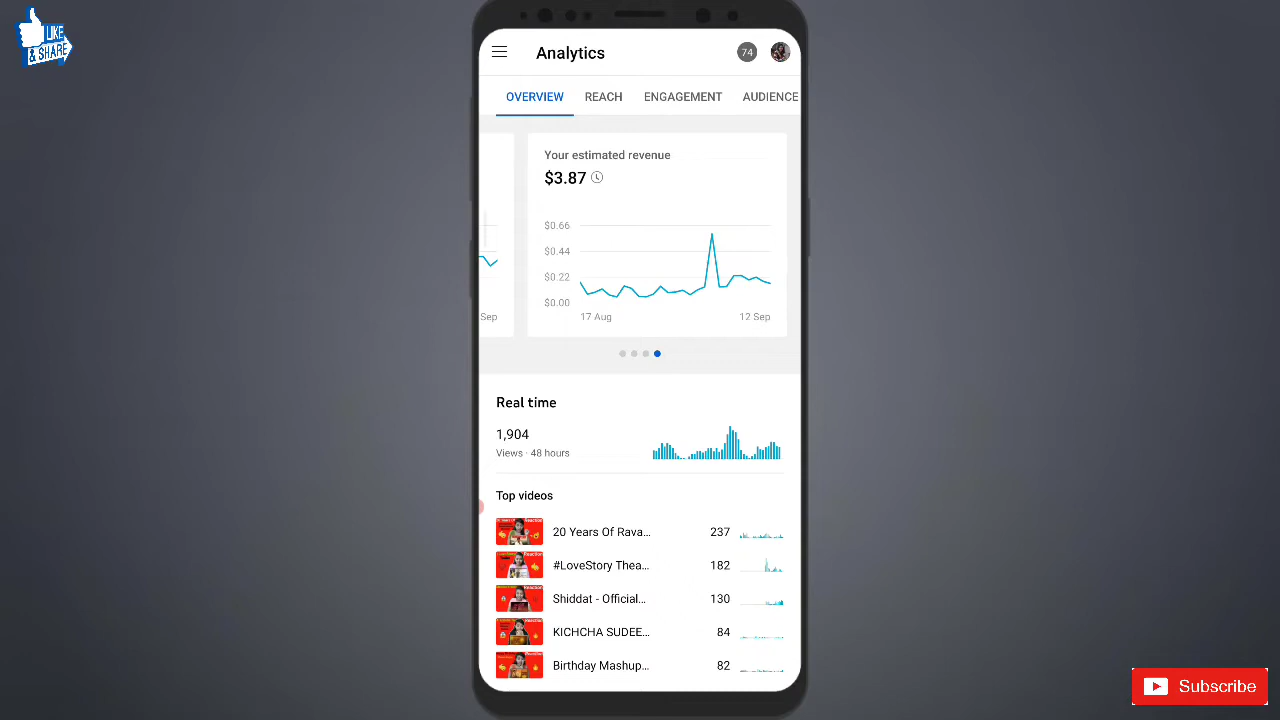 LIKE
& SHARE
Analytics
74
OVERVIEW
REACH
ENGAGEMENT
AUDIENCE
Your estimated revenue
$3.87
$0.66
$0.44
$0.22
$0.00
Sep
17 Aug
12 Sep
Real time
1,904
Views · 48 hours
Top videos
20 Years Of Rava... 237
#LoveStory Thea... 182
Shiddat - Official... 130
KICHCHA SUDEE... 84
Birthday Mashup... 82
Reaction
Subscribe